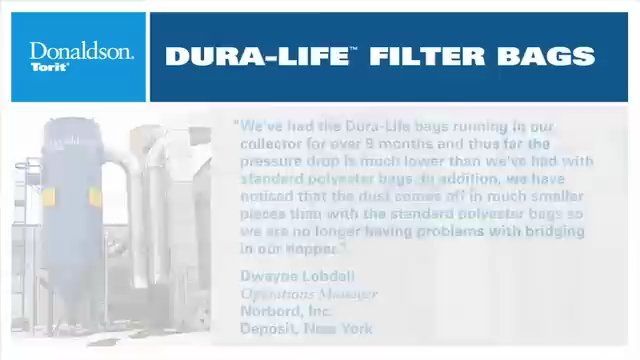 Donaldson.
Torit®
DURA-LIFE™ FILTER BAGS
"We've had the Dura-Life bags running in our
collector for over 9 months and thus far the
pressure drop is much lower than we've had with
standard polyester bags. In addition, we have
noticed that the dust comes off in much smaller
pieces than with the standard polyester bags so
we are no longer having problems with bridging
in our hopper."
Dwayne Lobdell
Operations Manager
Norbord, Inc.
Deposit, New York